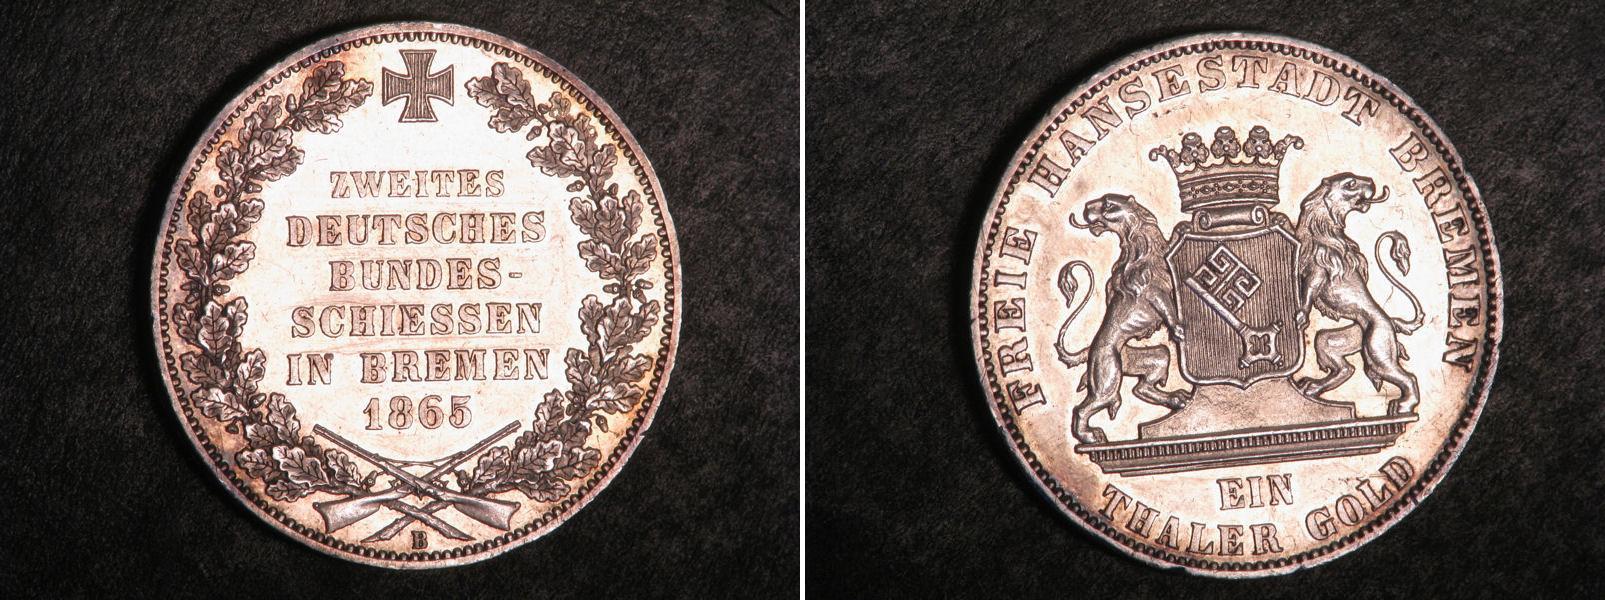 ZWEITES
DEUTSCHES
BUNDES-
SCHIESSEN
IN BREMEN
1865
B
FREIE HANSESTADT BREMEN
EIN
THALER GOLD